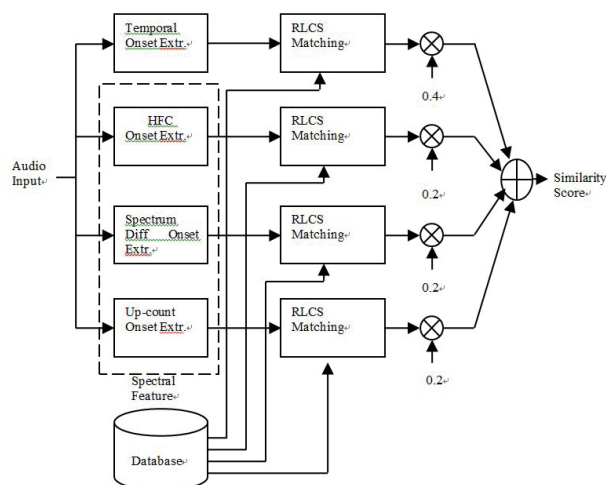 Temporal
Onset Extr.
RLCS
Matching
0.4
HFC
Onset Extr.
RLCS
Matching
0.2
Audio
Input
Similarity
Score
Spectrum
Diff Onset
Extr.
RLCS
Matching
0.2
Up-count
Onset Extr.
RLCS
Matching
0.2
Spectral
Feature
Database